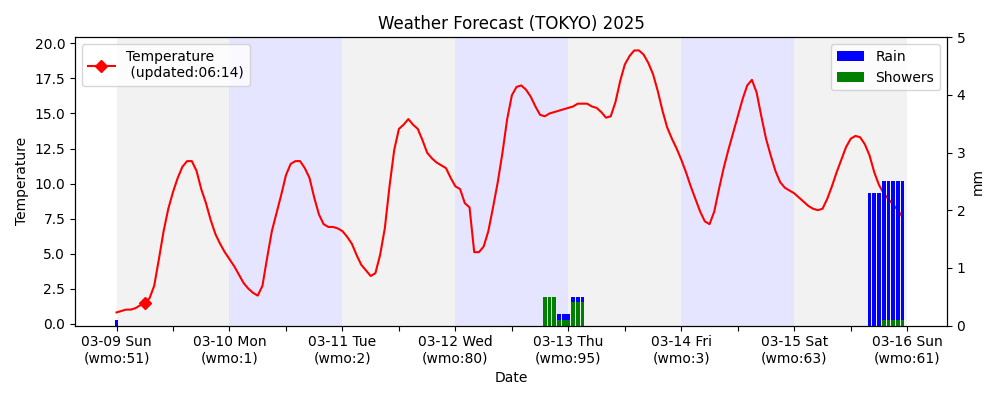 Weather Forecast (TOKYO) 2025
Temperature
(updated:06:14)
Rain
Showers
Temperature
20.0
17.5
15.0
12.5
10.0
7.5
5.0
2.5
0.0
5
4
3
2
1
0
mm
03-09 Sun
(wmo:51)
03-10 Mon
(wmo:1)
03-11 Tue
(wmo:2)
03-12 Wed
(wmo:80)
03-13 Thu
(wmo:95)
03-14 Fri
(wmo:3)
03-15 Sat
(wmo:63)
03-16 Sun
(wmo:61)
Date